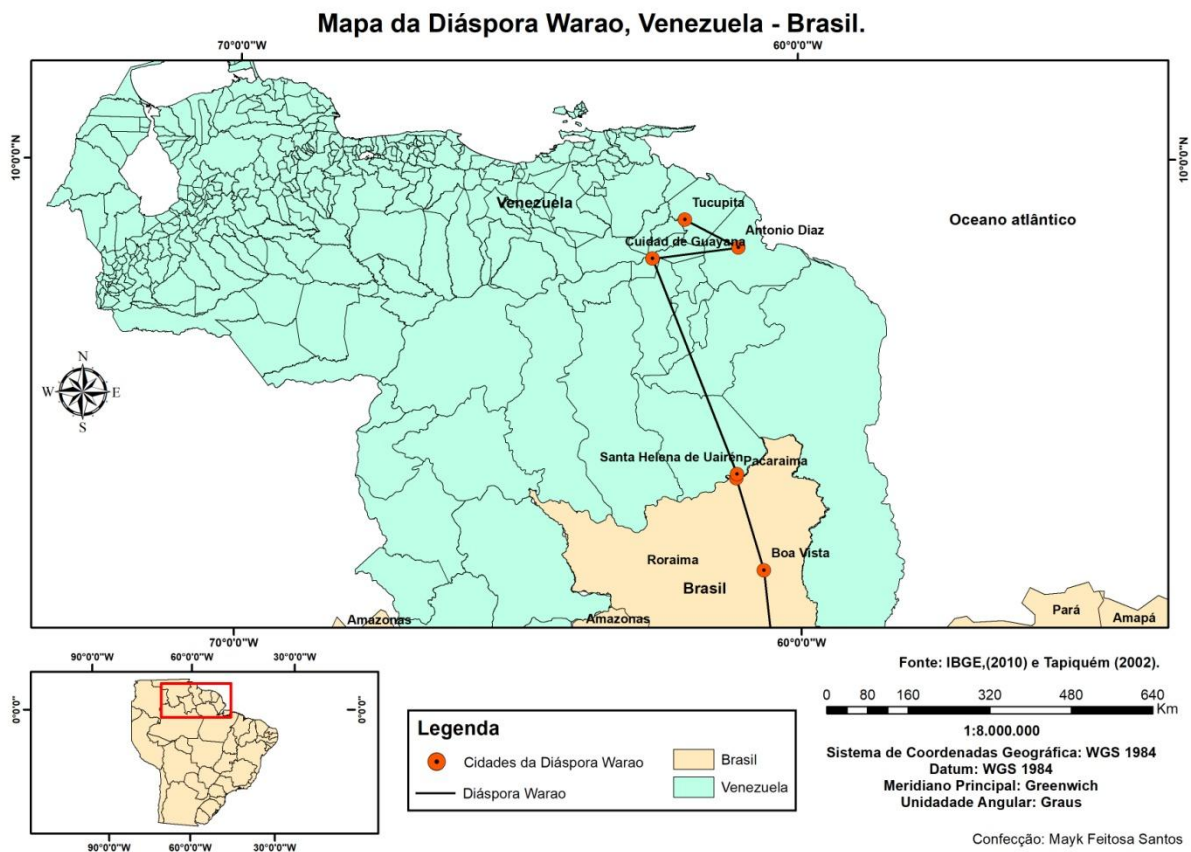 Mapa da Diáspora Warao, Venezuela - Brasil.
70°0'0"W
60°0'0"W
10°0'0"N
10°0'0"N
Venezuela
Tucupita
Oceano atlântico
Antonio Diaz
Cuidad de Guayana
N
W
E
S
Santa Helena de Uairén
Pacaraima
Boa Vista
Roraima
Brasil
Amazonas
Amazonas
Pará
Amapá
70°0'0"W
60°0'0"W
90°0'0"W
60°0'0"W
30°0'0"W
0°0'0"
0°0'0"
90°0'0"W
60°0'0"W
30°0'0"W
Legenda
Cidades da Diáspora Warao
Diáspora Warao
Brasil
Venezuela
Fonte: IBGE,(2010) e Tapiquém (2002).
0 80 160 320 480 640
Km
1:8.000.000
Sistema de Coordenadas Geográfica: WGS 1984
Datum: WGS 1984
Meridiano Principal: Greenwich
Unidadade Angular: Graus
Confecção: Mayk Feitosa Santos